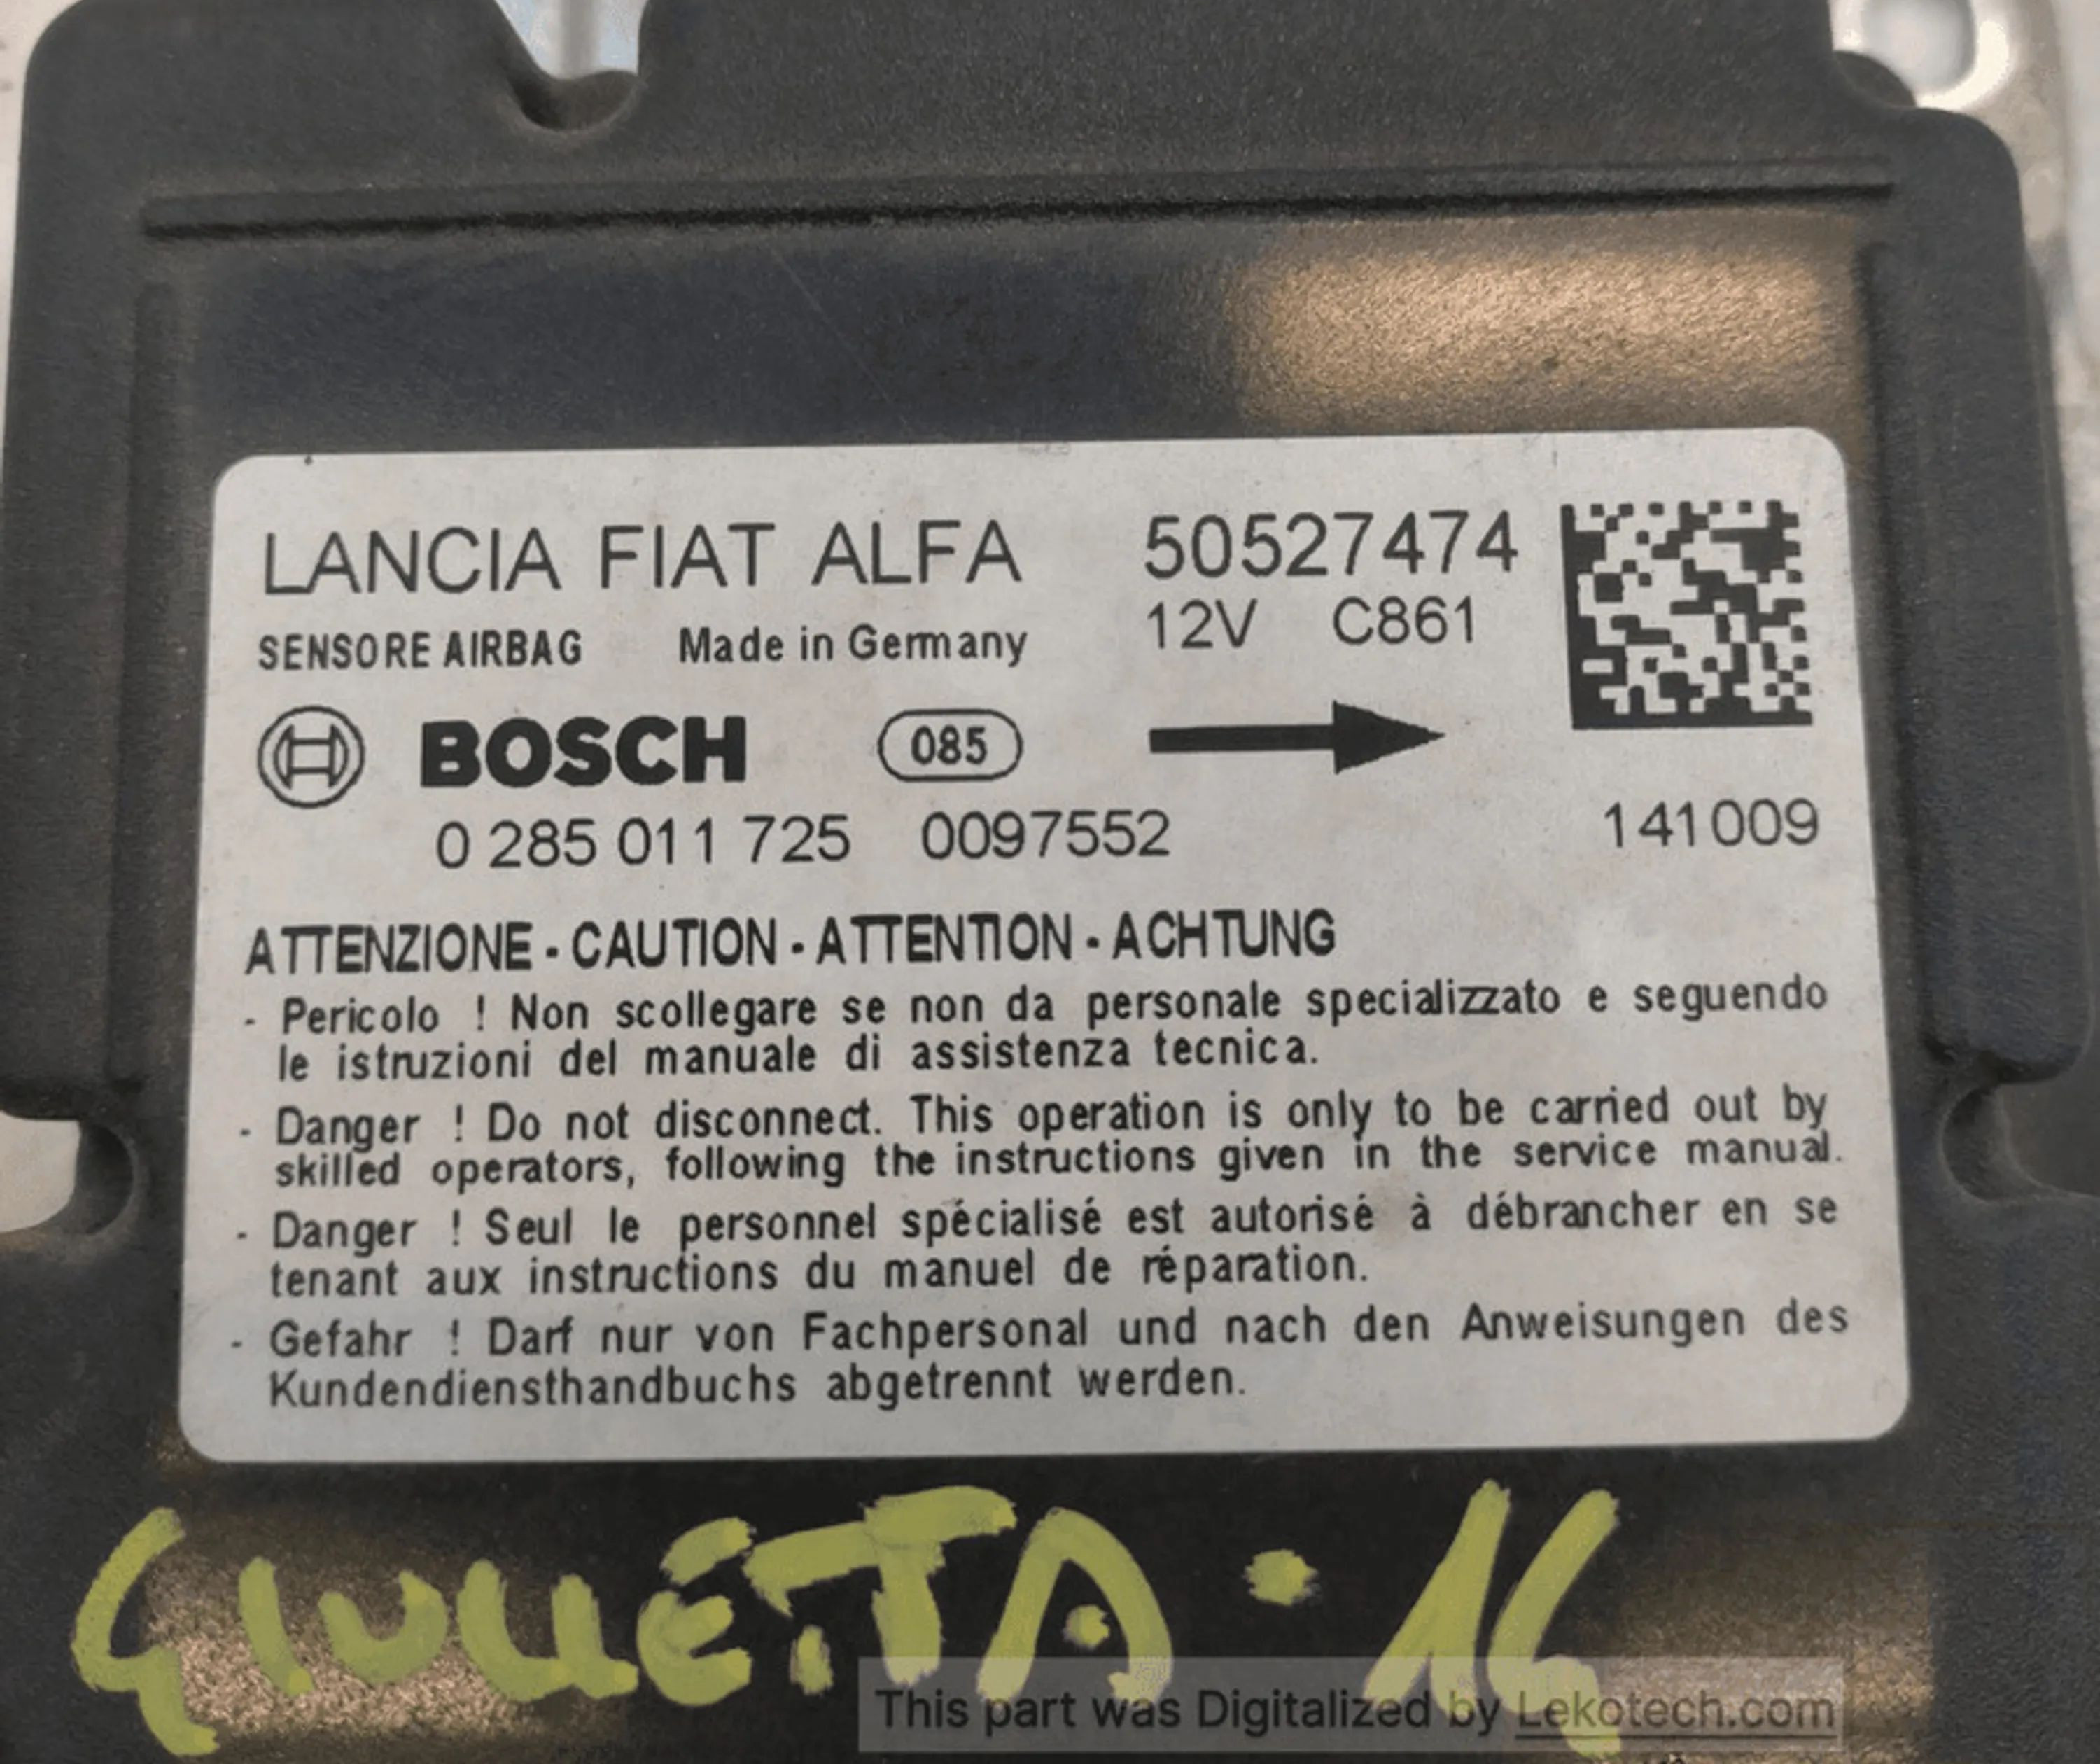 LANCIA FIAT ALFA 50527474
SENSORE AIRBAG Made in Germany 12V C861
BOSCH 085
0 285 011 725 0097552 141009
ATTENZIONE - CAUTION - ATTENTION - ACHTUNG
- Pericolo ! Non scollegare se non da personale specializzato e seguendo
le istruzioni del manuale di assistenza tecnica.
- Danger ! Do not disconnect. This operation is only to be carried out by
skilled operators, following the instructions given in the service manual.
- Danger ! Seul le personnel spécialisé est autorisé à débrancher en se
tenant aux instructions du manuel de réparation.
- Gefahr ! Darf nur von Fachpersonal und nach den Anweisungen des
Kundendiensthandbuchs abgetrennt werden.
GIULIETTA · 16
This part was Digitalized by Lekotech.com